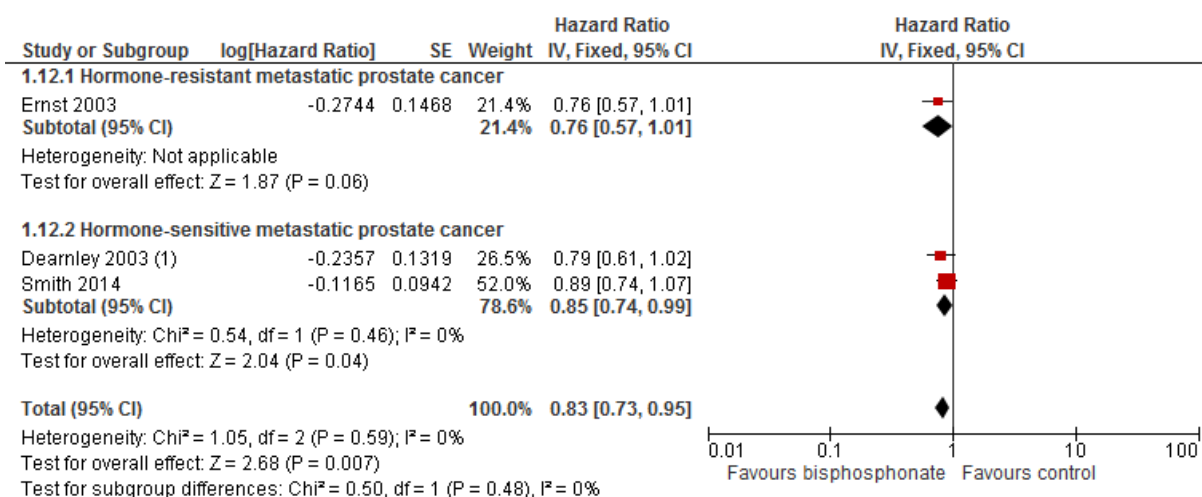 Hazard Ratio Hazard Ratio
Study or Subgroup log[Hazard Ratio] SE Weight IV, Fixed, 95% CI IV, Fixed, 95% CI
1.12.1 Hormone-resistant metastatic prostate cancer
Ernst 2003 -0.2744 0.1468 21.4% 0.76 [0.57, 1.01]
Subtotal (95% CI) 21.4% 0.76 [0.57, 1.01]
Heterogeneity: Not applicable
Test for overall effect: Z = 1.87 (P = 0.06)
1.12.2 Hormone-sensitive metastatic prostate cancer
Dearnley 2003 (1) -0.2357 0.1319 26.5% 0.79 [0.61, 1.02]
Smith 2014 -0.1165 0.0942 52.0% 0.89 [0.74, 1.07]
Subtotal (95% CI) 78.6% 0.85 [0.74, 0.99]
Heterogeneity: Chi² = 0.54, df = 1 (P = 0.46); I² = 0%
Test for overall effect: Z = 2.04 (P = 0.04)
Total (95% CI) 100.0% 0.83 [0.73, 0.95]
Heterogeneity: Chi² = 1.05, df = 2 (P = 0.59); I² = 0%
Test for overall effect: Z = 2.68 (P = 0.007)
Test for subgroup differences: Chi² = 0.50, df = 1 (P = 0.48), I² = 0%
0.01 0.1 1 10 100
Favours bisphosphonate Favours control